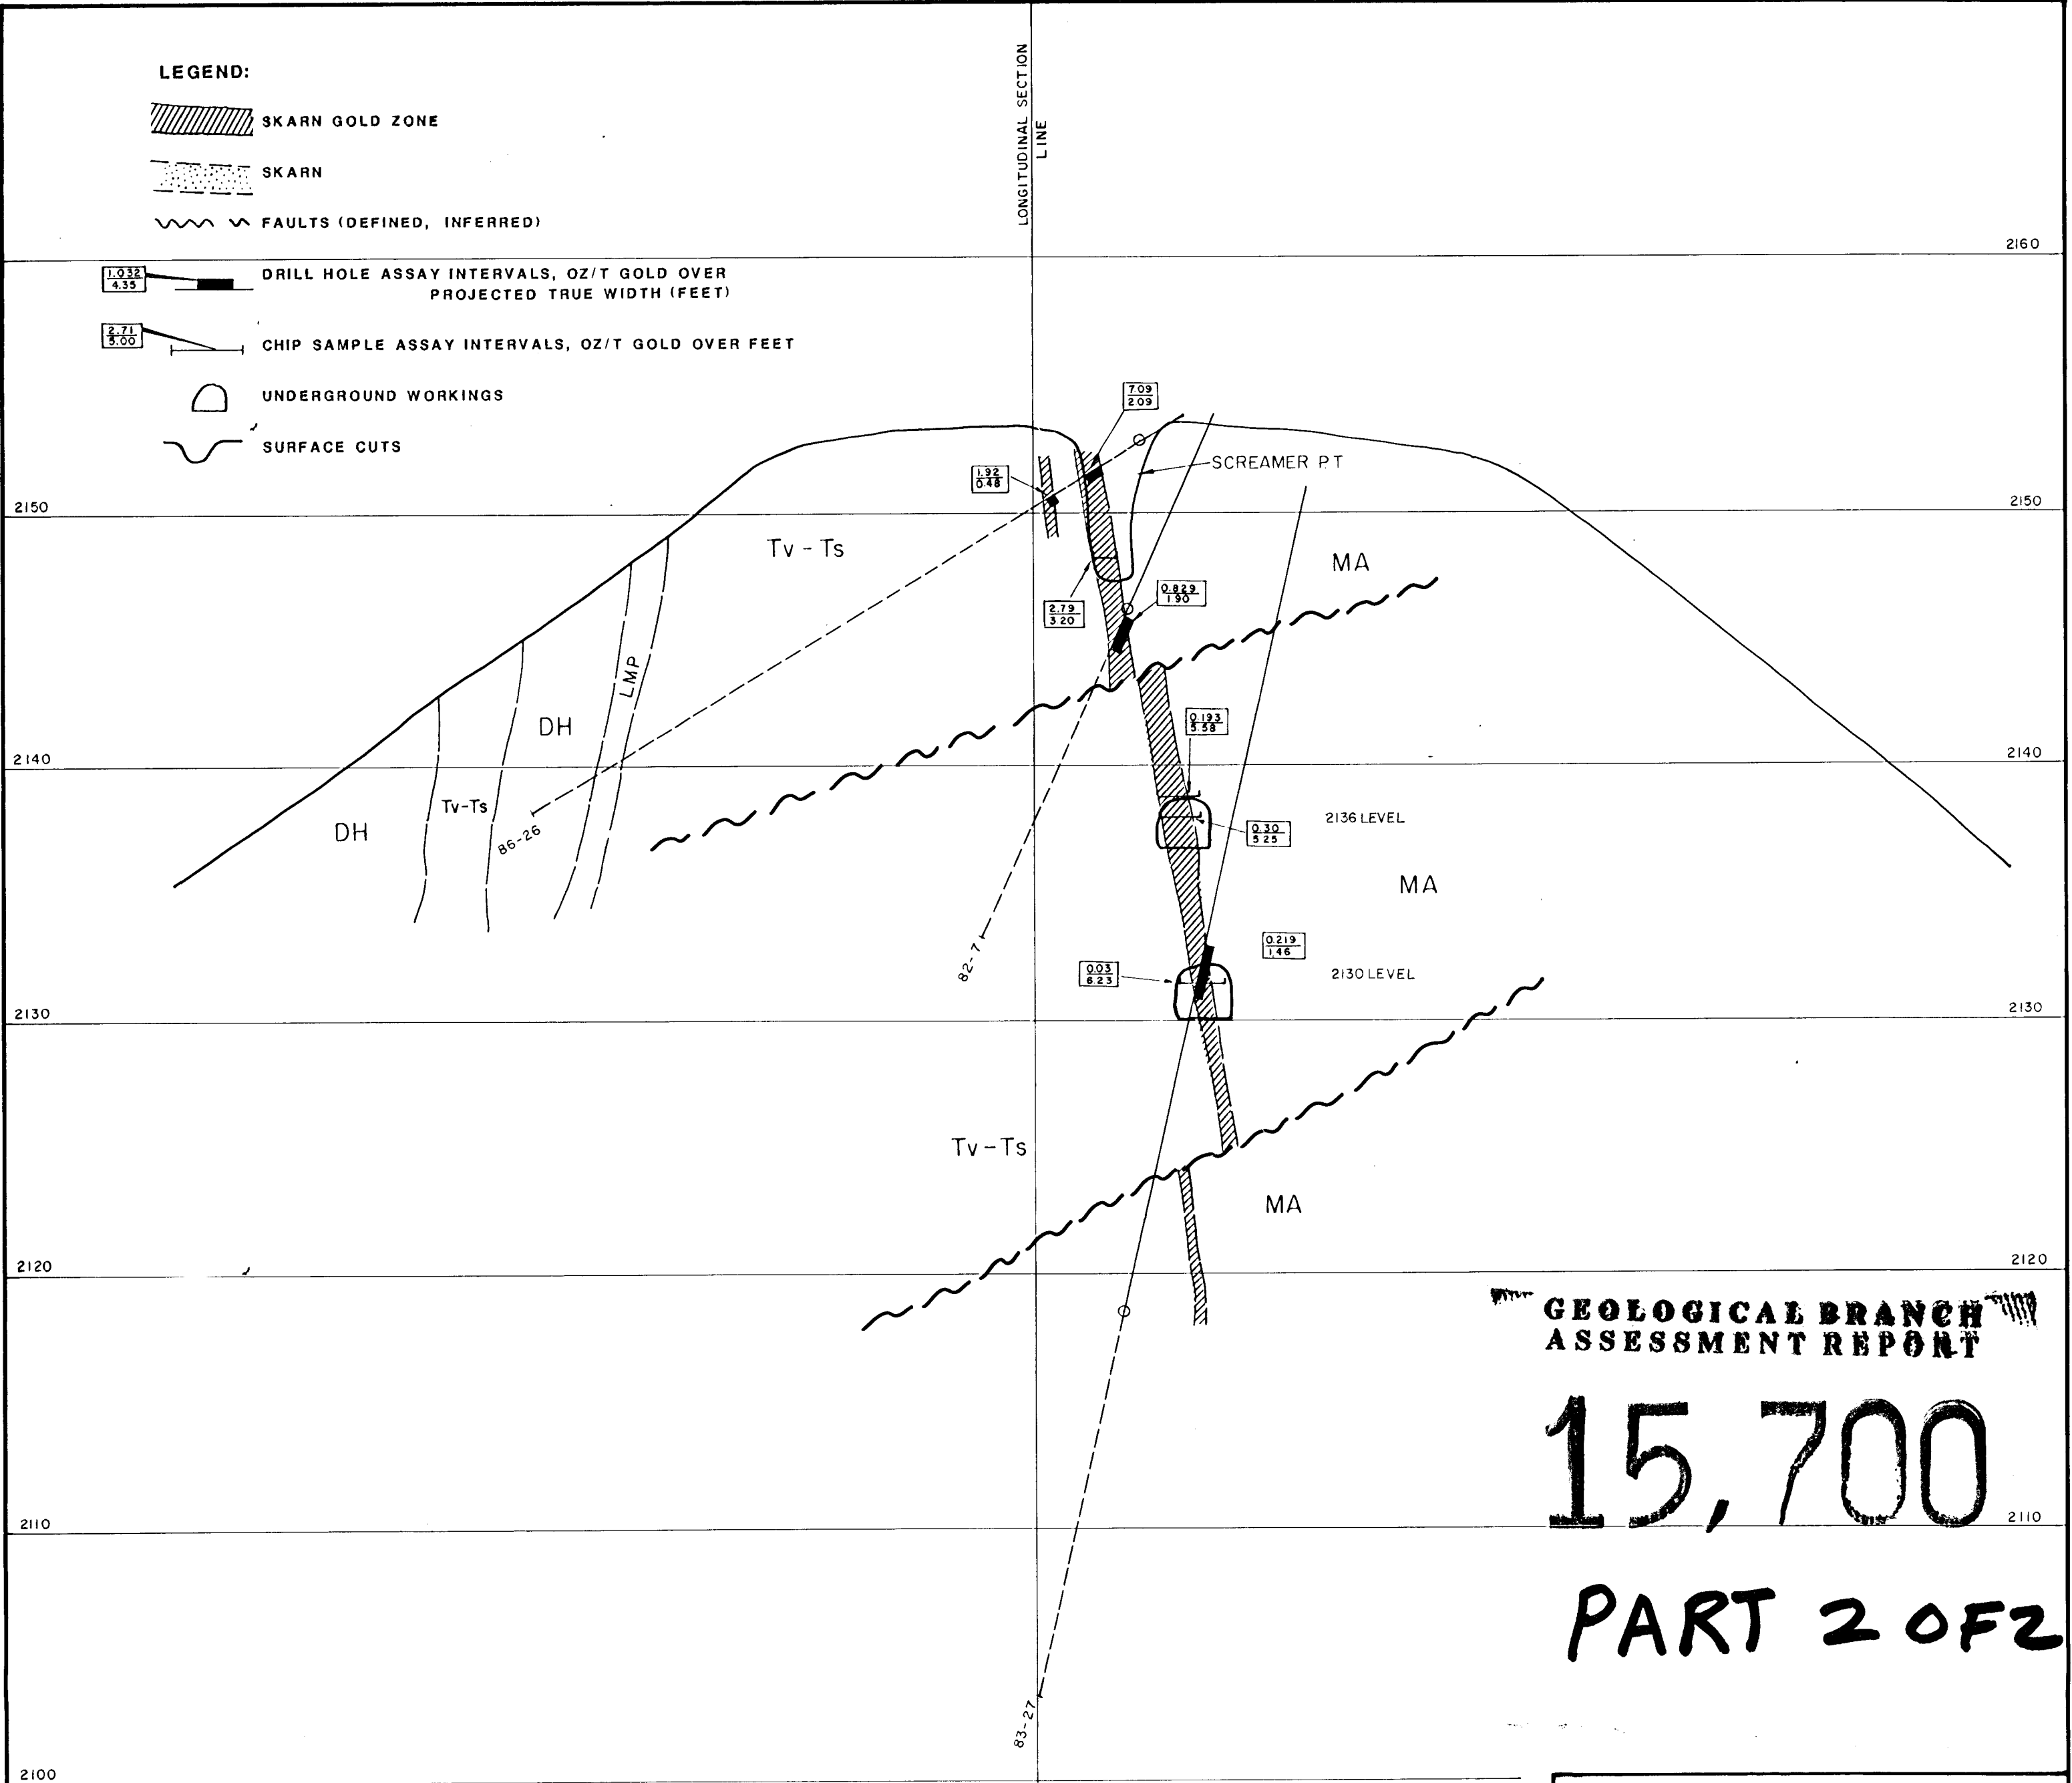 LONGITUDINAL SECTION
LINE
LEGEND:
SKARN GOLD ZONE
SKARN
FAULTS (DEFINED, INFERRED)
1.032
4.35
DRILL HOLE ASSAY INTERVALS, OZ/T GOLD OVER
PROJECTED TRUE WIDTH (FEET)
2.71
5.00
CHIP SAMPLE ASSAY INTERVALS, OZ/T GOLD OVER FEET
UNDERGROUND WORKINGS
SURFACE CUTS
2160
7.09
2.09
SCREAMER PT
1.92
0.48
2150
2150
Tv - Ts
MA
0.829
1.90
2.79
3.20
LMP
DH
0.193
5.58
2140
2140
Tv-Ts
DH
86-26
2136 LEVEL
0.30
5.25
MA
82-7
0.219
1.46
0.03
6.23
2130 LEVEL
2130
2130
Tv-Ts
MA
2120
2120
GEOLOGICAL BRANCH
ASSESSMENT REPORT
15,700
2110
2110
PART 2 OF 2
83-27
2100